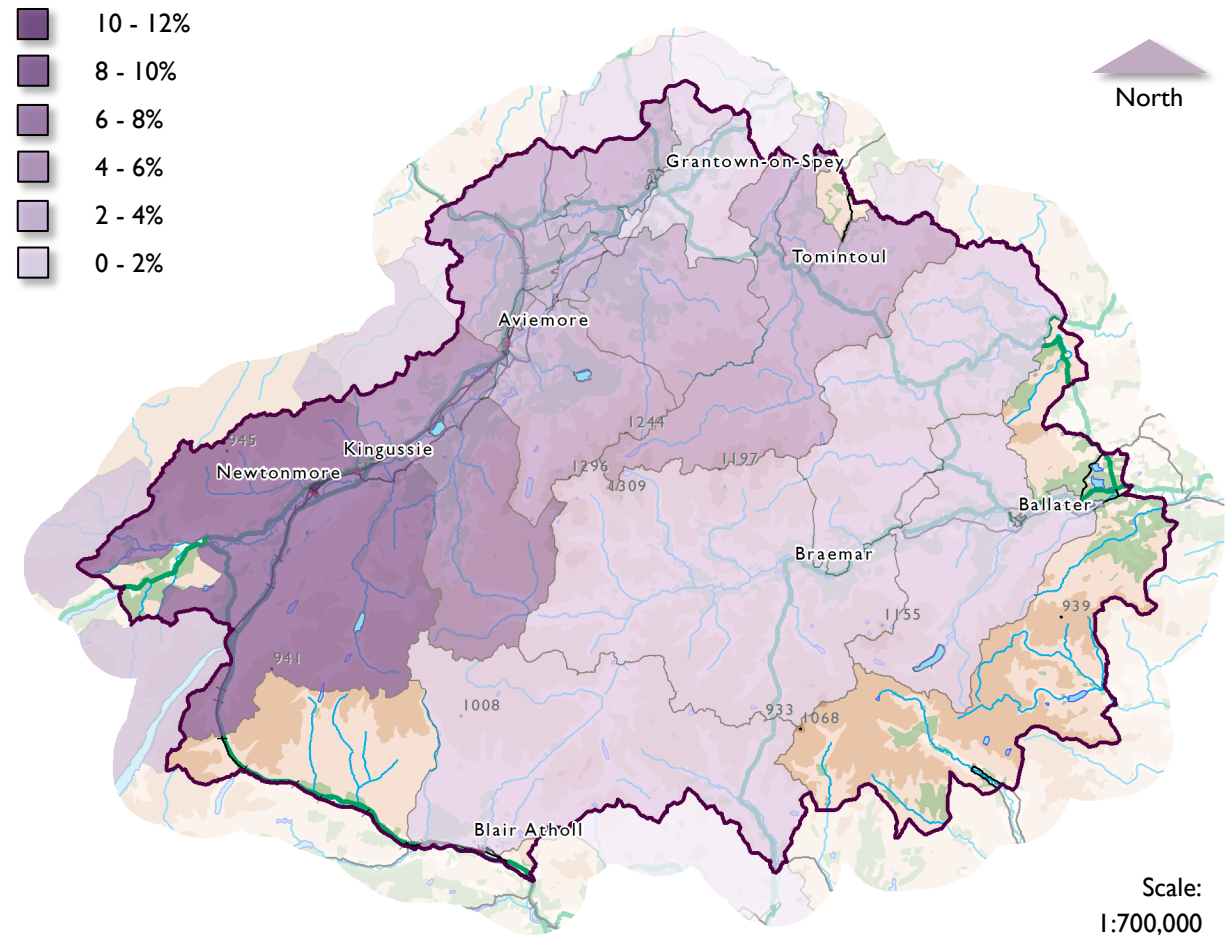 10 - 12%
8 - 10%
6 - 8%
4 - 6%
2 - 4%
0 - 2%
North
Grantown-on-Spey
Tomintoul
Aviemore
1244
945
Kingussie
1296
1197
Newtonmore
1309
Ballater
Braemar
939
1155
941
1008
933
1068
Blair Atholl
Scale:
1:700,000